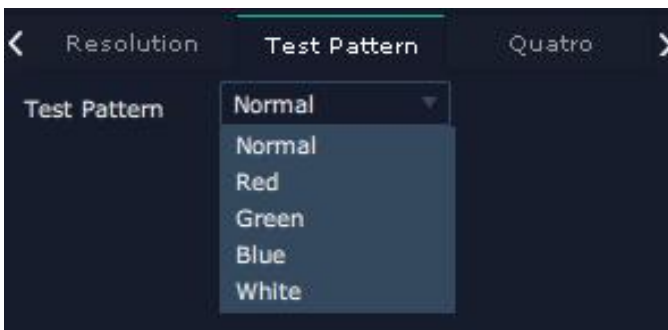 Resolution Test Pattern Quatro
Test Pattern Normal
Normal
Red
Green
Blue
White